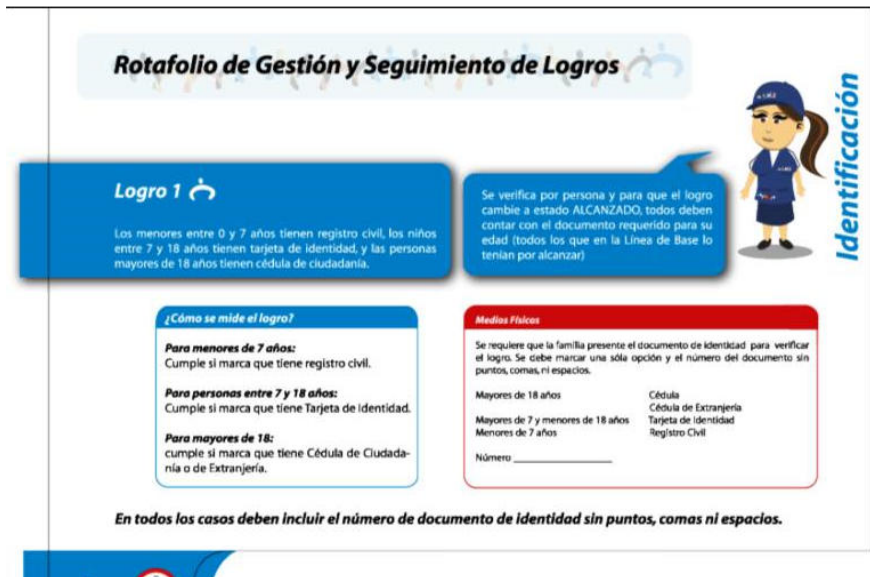 Rotafolio de Gestión y Seguimiento de Logros
Identificación
Logro 1
Los menores entre 0 y 7 años tienen registro civil, los niños
entre 7 y 18 años tienen tarjeta de identidad, y las personas
mayores de 18 años tienen cédula de ciudadanía.
Se verifica por persona y para que el logro
cambie a estado ALCANZADO, todos deben
contar con el documento requerido para su
edad (todos los que en la Línea de Base lo
tenían por alcanzar)
¿Cómo se mide el logro?
Para menores de 7 años:
Cumple si marca que tiene registro civil.
Para personas entre 7 y 18 años:
Cumple si marca que tiene Tarjeta de Identidad.
Para mayores de 18:
cumple si marca que tiene Cédula de Ciudada-
nía o de Extranjería.
Medios Físicos
Se requiere que la familia presente el documento de identidad para verificar
el logro. Se debe marcar una sóla opción y el número del documento sin
puntos, comas, ni espacios.
Mayores de 18 años Cédula
Cédula de Extranjería
Mayores de 7 y menores de 18 años Tarjeta de Identidad
Menores de 7 años Registro Civil
Número ____________________
En todos los casos deben incluir el número de documento de identidad sin puntos, comas ni espacios.